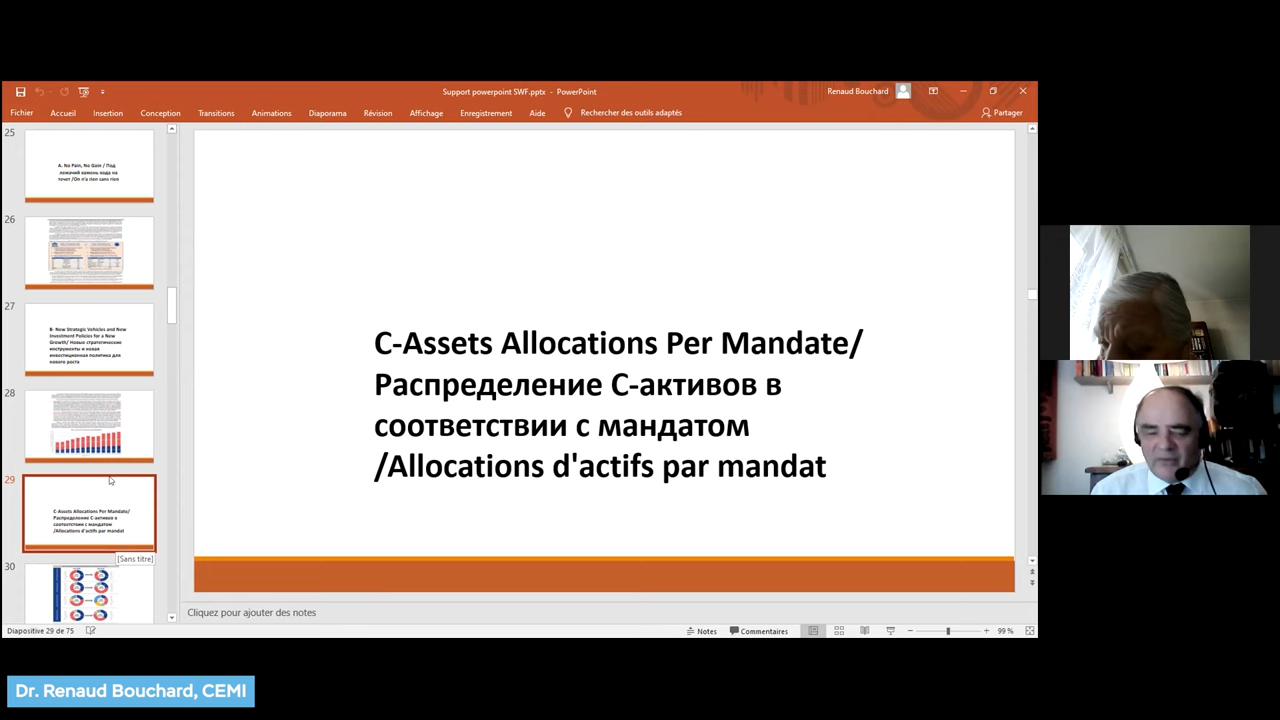 Support powerpoint SWF.pptx - PowerPoint
Renaud Bouchard
Fichier Accueil Insertion Conception Transitions Animations Diaporama Révision Affichage Enregistrement Aide Rechercher des outils adaptés Partager
25
A. No Pain, No Gain / Под
лежачий камень вода на
течет /On n'a rien sans rien
26
27
B- New Strategic Vehicles and New
Investment Policies for a New
Growth/ Новые стратегические
инструменты и новая
инвестиционная политика для
нового роста
28
29
C-Assets Allocations Per Mandate/
Распределение C-активов в
соответствии с мандатом
/Allocations d'actifs par mandat
[Sans titre]
30
C-Assets Allocations Per Mandate/
Распределение C-активов в
соответствии с мандатом
/Allocations d'actifs par mandat
Cliquez pour ajouter des notes
Diapositive 29 de 75
Notes Commentaires
99 %
Dr. Renaud Bouchard, CEMI